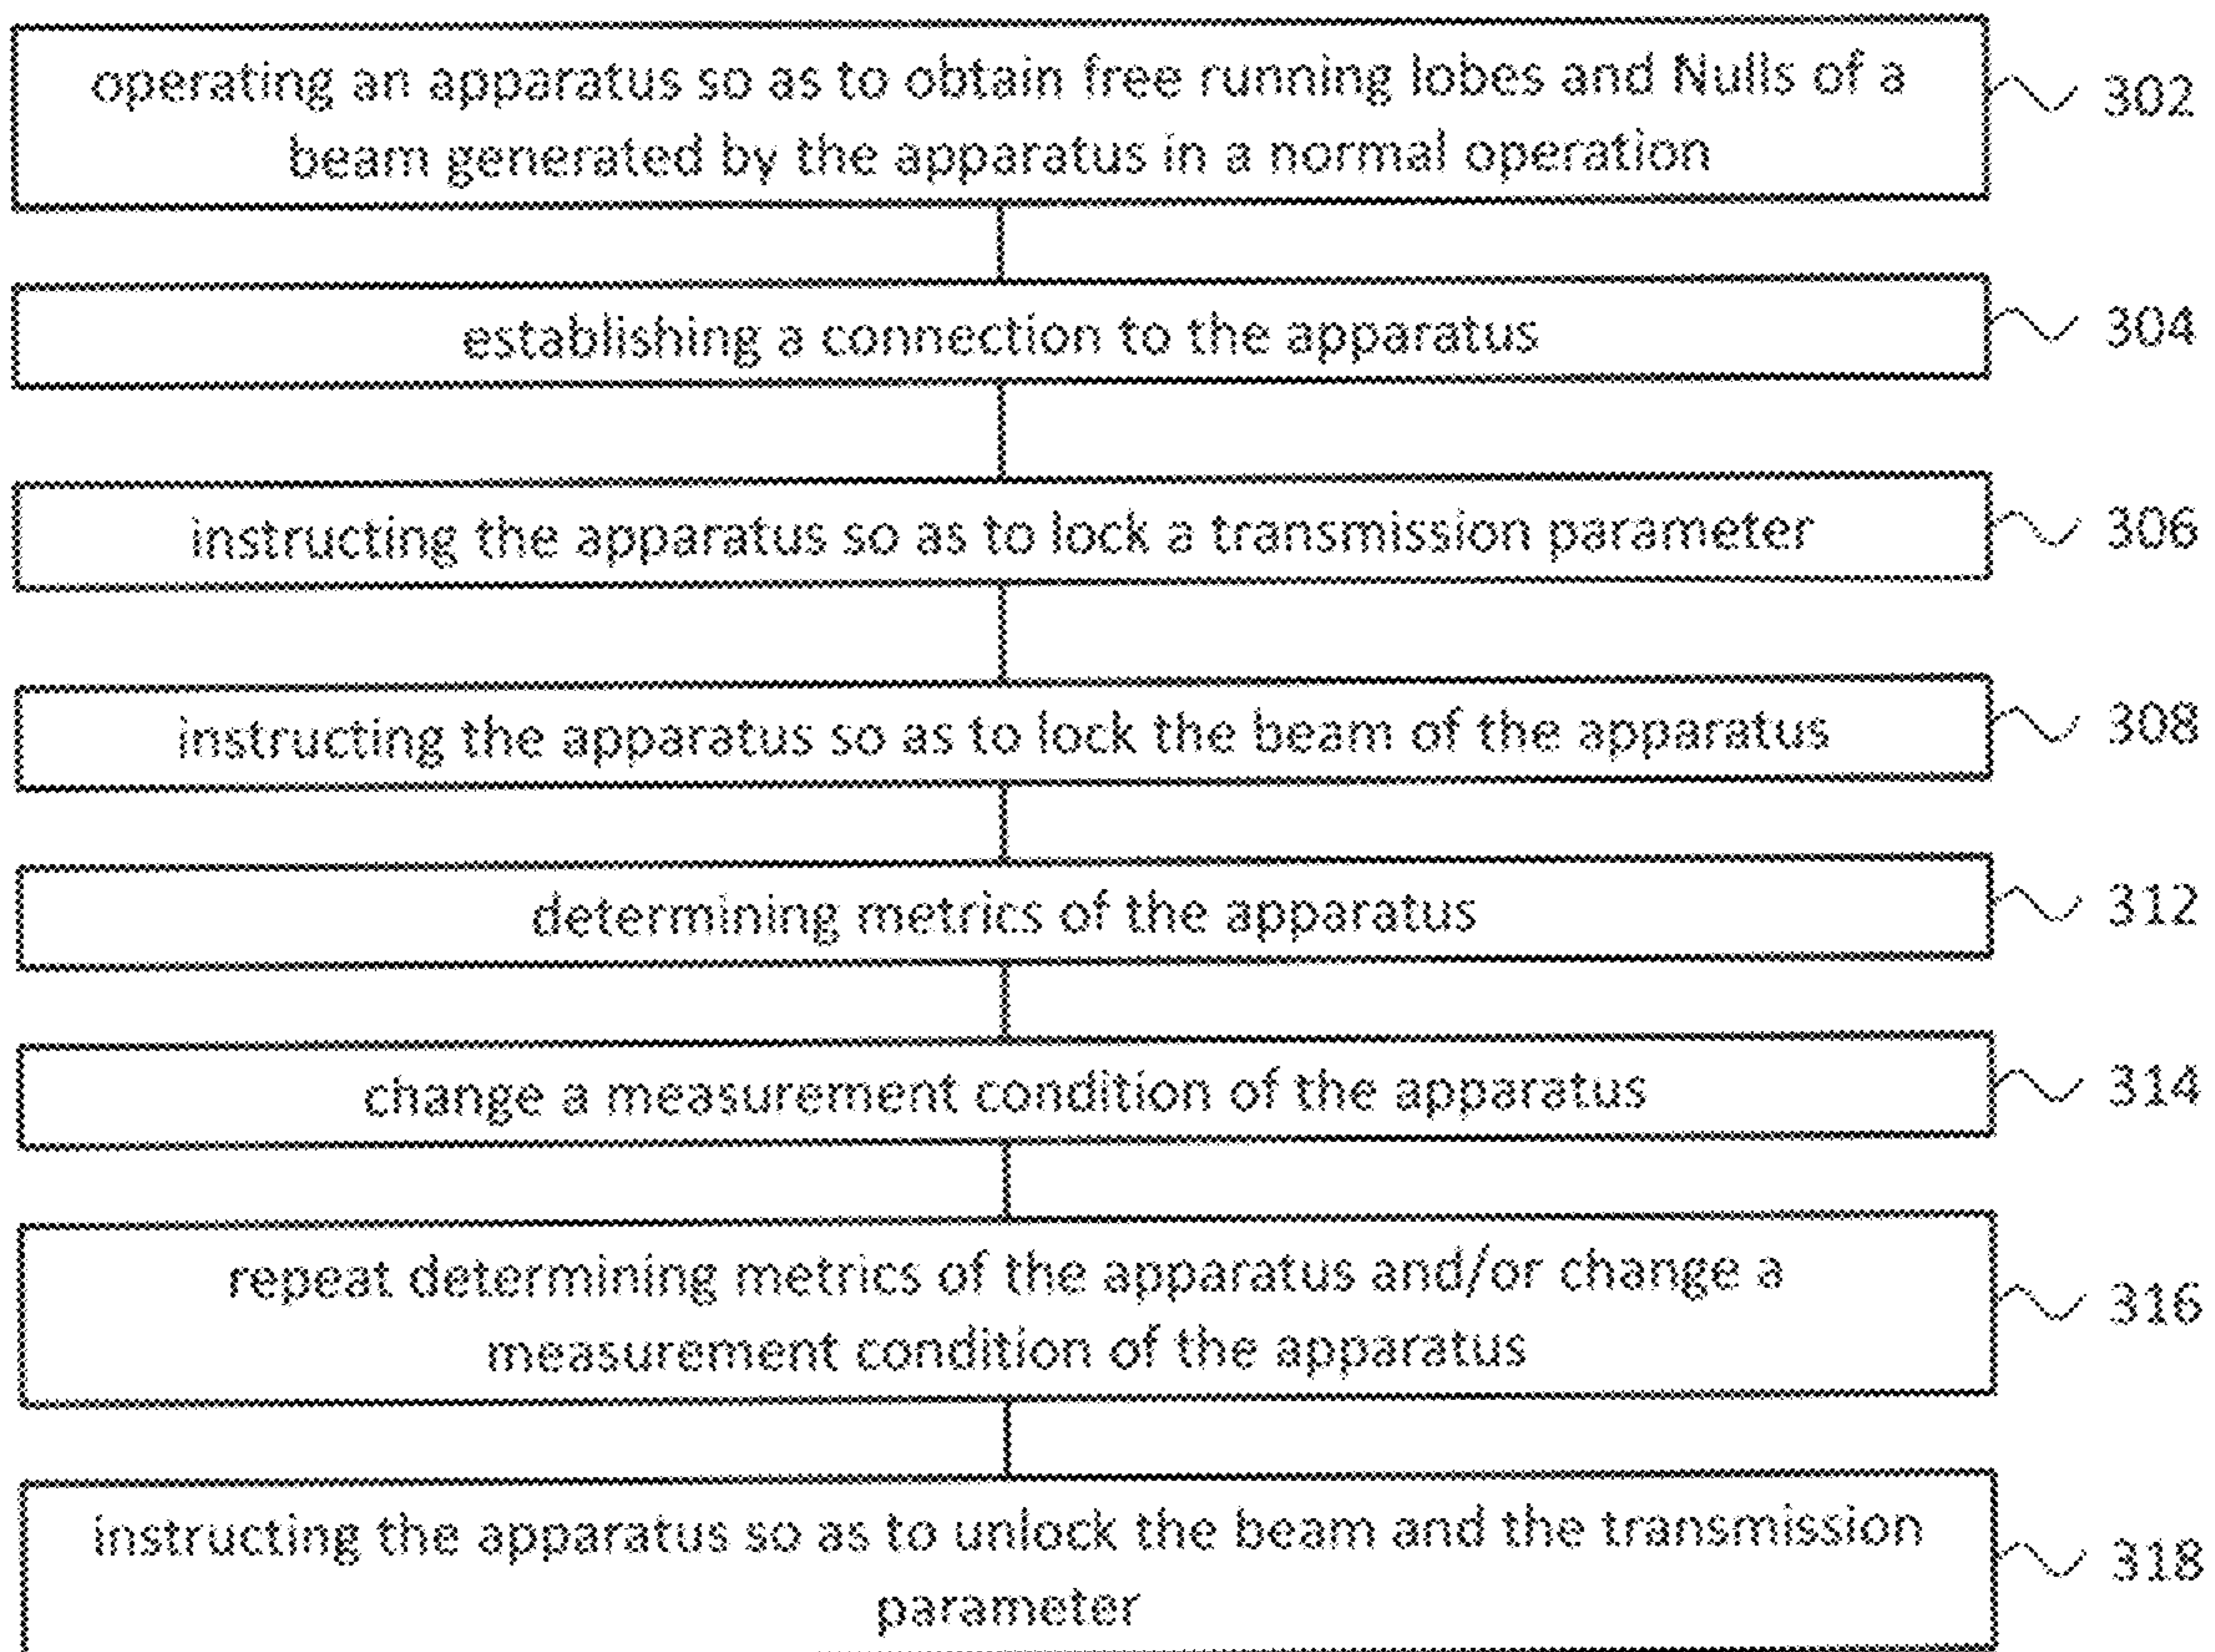 operating an apparatus so as to obtain free running lobes and Nulls of a
beam generated by the apparatus in a normal operation
302
establishing a connection to the apparatus
304
instructing the apparatus so as to lock a transmission parameter
306
instructing the apparatus so as to lock the beam of the apparatus
308
determining metrics of the apparatus
312
change a measurement condition of the apparatus
314
repeat determining metrics of the apparatus and/or change a
measurement condition of the apparatus
316
instructing the apparatus so as to unlock the beam and the transmission
parameter
318